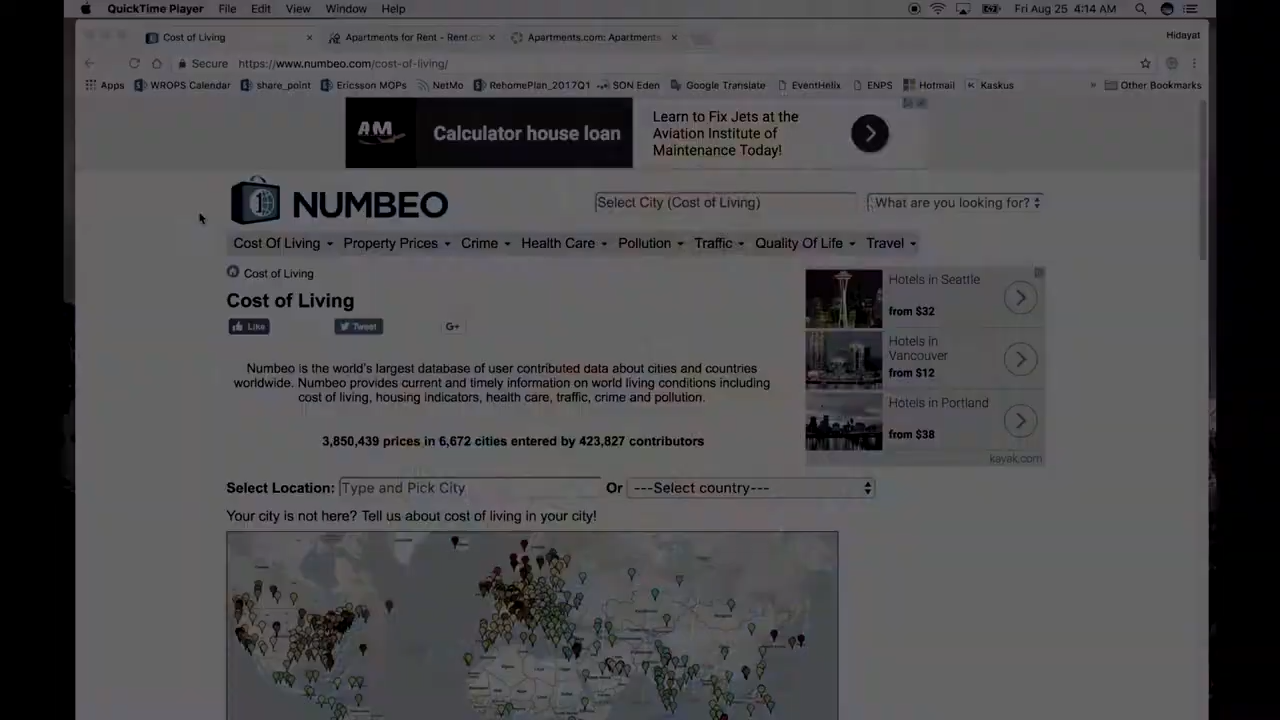 QuickTime Player File Edit View Window Help Fri Aug 25 4:14 AM
Cost of Living × Apartments for Rent - Rent × Apartments.com: Apartments × Hidayat
Secure https://www.numbeo.com/cost-of-living/
Apps WROPS Calendar share_point Ericsson MOPs NetMo RehomePlan_2017Q1 SON Eden Google Translate EventHelix ENPS Hotmail Kaskus » Other Bookmarks
AM Calculator house loan
Learn to Fix Jets at the
Aviation Institute of
Maintenance Today!
NUMBEO
Select City (Cost of Living) What are you looking for?
Cost Of Living Property Prices Crime Health Care Pollution Traffic Quality Of Life Travel
Cost of Living
Cost of Living
Like Tweet G+
Numbeo is the world's largest database of user contributed data about cities and countries
worldwide. Numbeo provides current and timely information on world living conditions including
cost of living, housing indicators, health care, traffic, crime and pollution.
3,850,439 prices in 6,672 cities entered by 423,827 contributors
Hotels in Seattle
from $32
Hotels in
Vancouver
from $12
Hotels in Portland
from $38
kayak.com
Select Location: Type and Pick City Or ---Select country---
Your city is not here? Tell us about cost of living in your city!